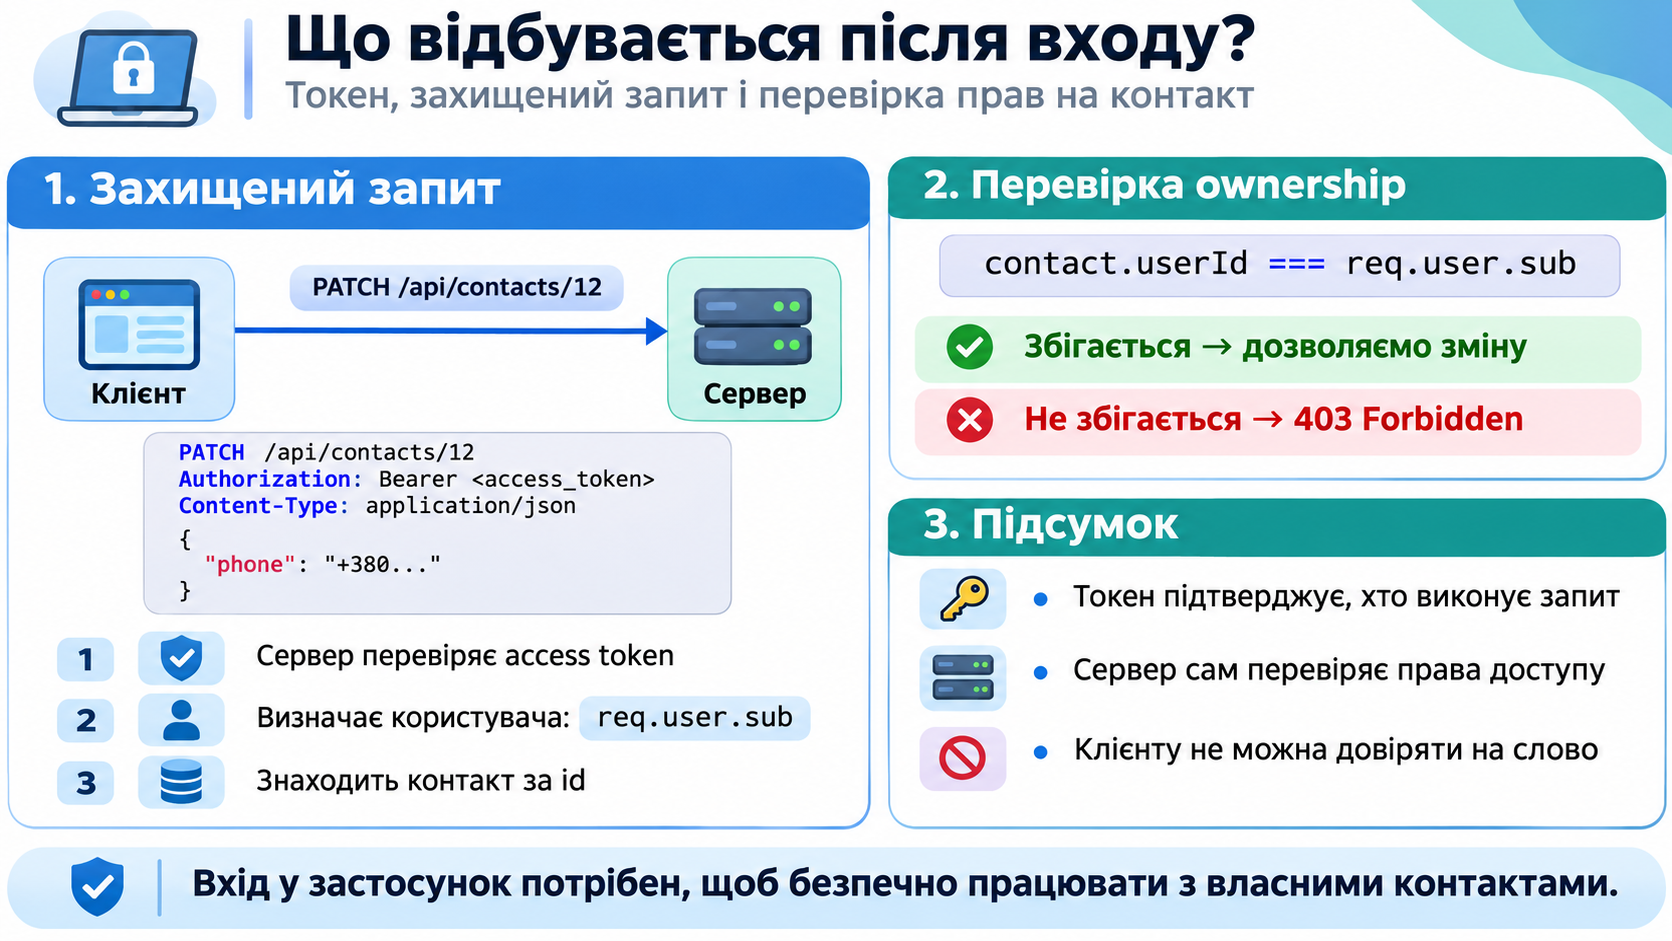 Що відбувається після входу?
Токен, захищений запит і перевірка прав на контакт
1. Захищений запит
PATCH /api/contacts/12
Клієнт
Сервер
PATCH /api/contacts/12
Authorization: Bearer <access_token>
Content-Type: application/json
{
"phone": "+380..."
}
1 Сервер перевіряє access token
2 Визначає користувача: req.user.sub
3 Знаходить контакт за id
2. Перевірка ownership
contact.userId === req.user.sub
Збігається → дозволяємо зміну
Не збігається → 403 Forbidden
3. Підсумок
• Токен підтверджує, хто виконує запит
• Сервер сам перевіряє права доступу
• Клієнту не можна довіряти на слово
Вхід у застосунок потрібен, щоб безпечно працювати з власними контактами.